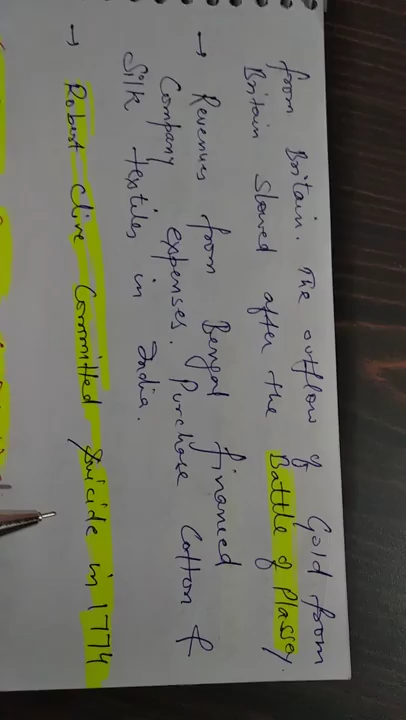 from Britain. The outflow of Gold from
Britain slowed after the Battle of Plassey.
→ Revenues from Bengal financed
Company expenses. Purchase Cotton &
Silk textiles in India.
→ Robert Clive Committed Suicide in 1774